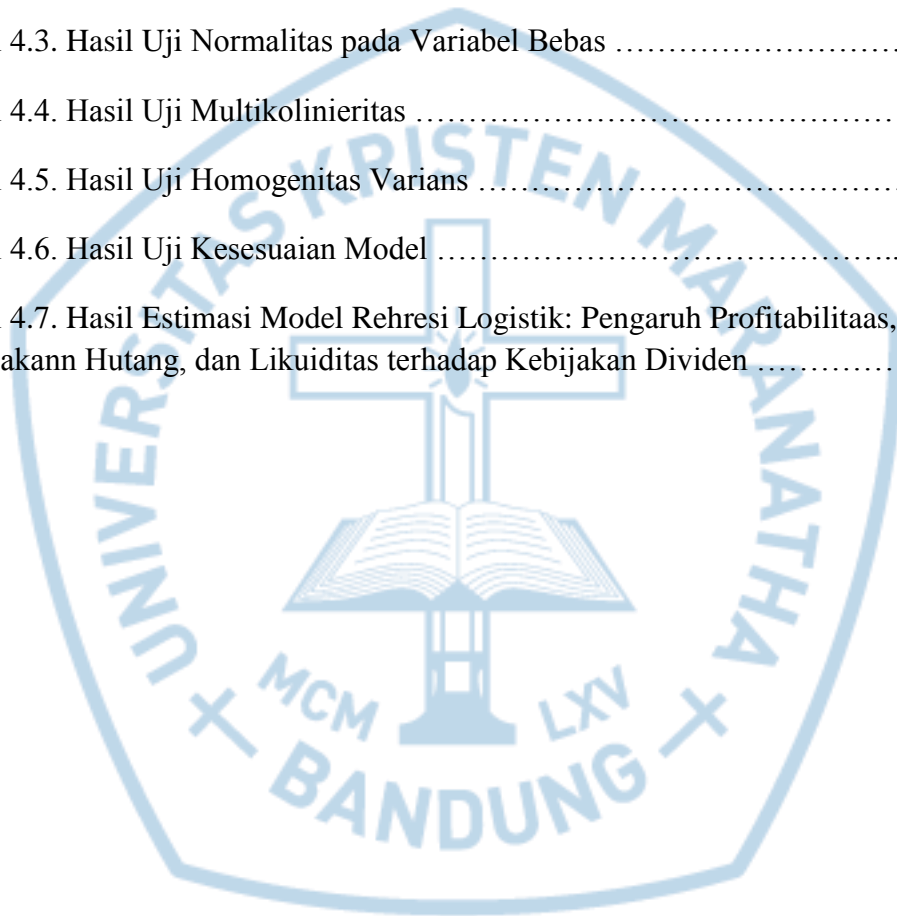 4.3. Hasil Uji Normalitas pada Variabel Bebas ……………………….
4.4. Hasil Uji Multikolinieritas ………………………………………
4.5. Hasil Uji Homogenitas Varians ………………………………….
4.6. Hasil Uji Kesesuaian Model ……………………………………..
4.7. Hasil Estimasi Model Rehresi Logistik: Pengaruh Profitabilitaas,
akann Hutang, dan Likuiditas terhadap Kebijakan Dividen …………
UNIVERSITAS KRISTEN MARANATHA
MCM LXV
BANDUNG